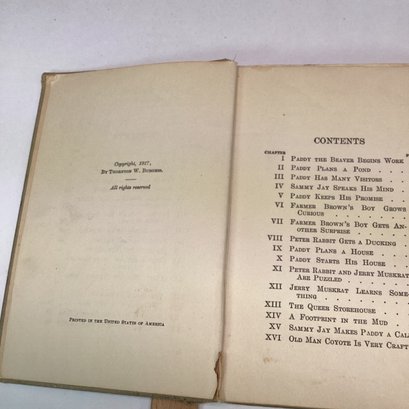 Copyright, 1917,
By Thornton W. Burgess.
All rights reserved
Printed in the United States of America
CONTENTS
CHAPTER
I Paddy the Beaver Begins Work
II Paddy Plans a Pond
III Paddy Has Many Visitors
IV Sammy Jay Speaks His Mind
V Paddy Keeps His Promise
VI Farmer Brown's Boy Grows
Curious
VII Farmer Brown's Boy Gets An-
other Surprise
VIII Peter Rabbit Gets a Ducking
IX Paddy Plans a House
X Paddy Starts His House
XI Peter Rabbit and Jerry Muskrat
Are Puzzled
XII Jerry Muskrat Learns Some-
thing
XIII The Queer Storehouse
XIV A Footprint in the Mud
XV Sammy Jay Makes Paddy a Cal
XVI Old Man Coyote Is Very Craft